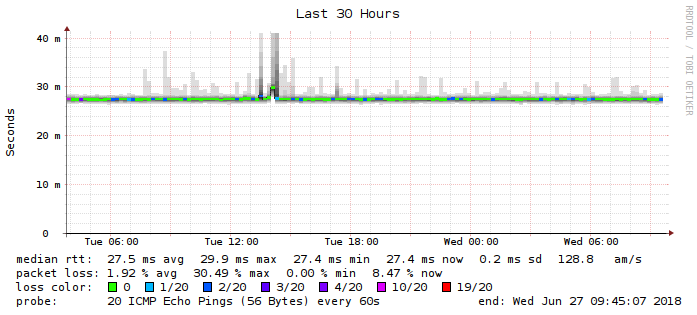 Last 30 Hours
RRDTOOL / TOBI OETIKER
Seconds
40 m
30 m
20 m
10 m
0
Tue 06:00 Tue 12:00 Tue 18:00 Wed 00:00 Wed 06:00
median rtt: 27.5 ms avg 29.9 ms max 27.4 ms min 27.4 ms now 0.2 ms sd 128.8 am/s
packet loss: 1.92 % avg 30.49 % max 0.00 % min 8.47 % now
loss color: 0 1/20 2/20 3/20 4/20 10/20 19/20
probe: 20 ICMP Echo Pings (56 Bytes) every 60s end: Wed Jun 27 09:45:07 2018